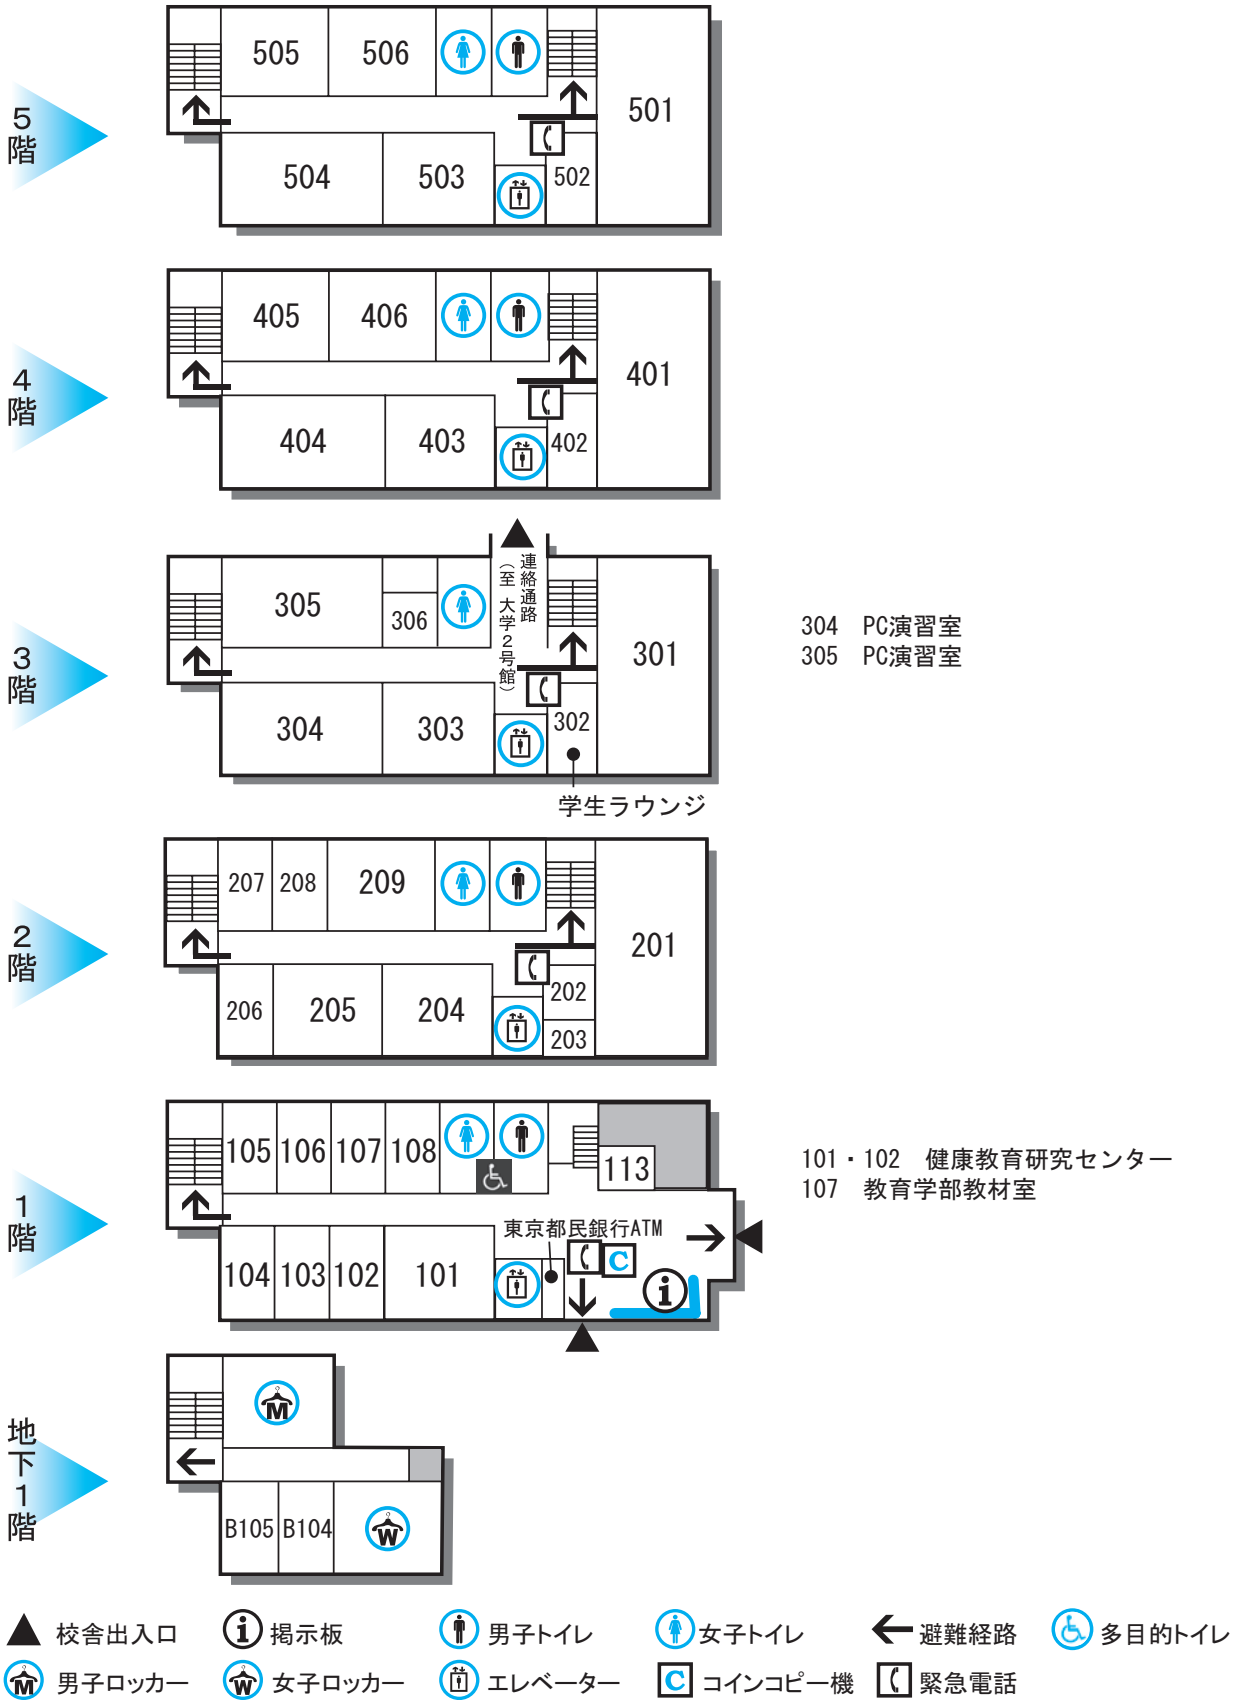 5階
505
506
501
504
503
502
4階
405
406
401
404
403
402
3階
連絡通路
（至 大学2号館）
305
306
301
304
303
302
学生ラウンジ
304 PC演習室
305 PC演習室
2階
207
208
209
201
206
205
204
202
203
1階
105
106
107
108
113
東京都民銀行ATM
104
103
102
101
C
i
101・102 健康教育研究センター
107 教育学部教材室
地下1階
M
B105
B104
W
校舎出入口
i 掲示板
男子トイレ
女子トイレ
避難経路
多目的トイレ
M 男子ロッカー
W 女子ロッカー
エレベーター
C コインコピー機
緊急電話